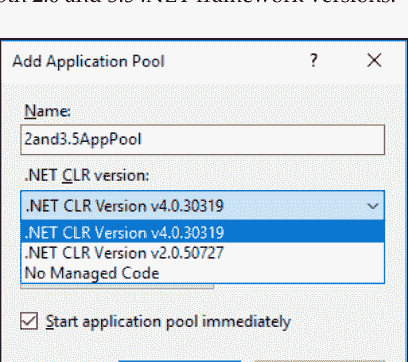 2.0 and 3.5 .NET framework versions.
Add Application Pool ?
Name:
2and3.5AppPool
.NET CLR version:
.NET CLR Version v4.0.30319
.NET CLR Version v4.0.30319
.NET CLR Version v2.0.50727
No Managed Code
Start application pool immediately